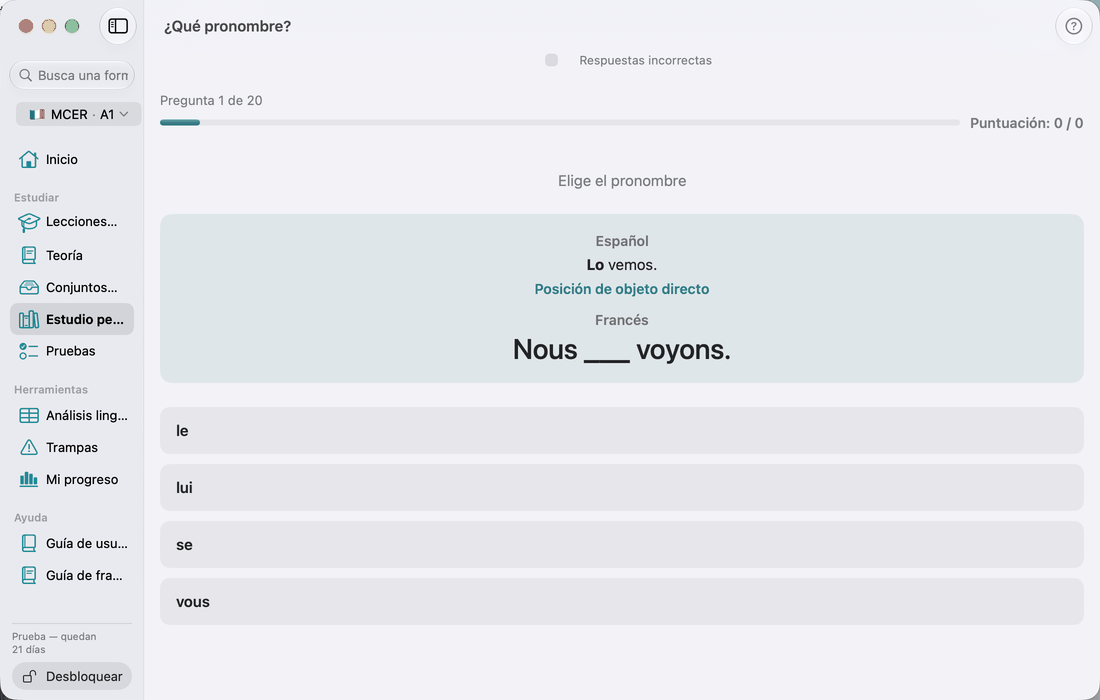 ¿Qué pronombre?
Busca una forn
MCER · A1
Inicio
Estudiar
Lecciones...
Teoría
Conjuntos...
Estudio pe...
Pruebas
Herramientas
Análisis ling...
Trampas
Mi progreso
Ayuda
Guía de usu...
Guía de fra...
Prueba — quedan
21 días
Desbloquear
Respuestas incorrectas
Pregunta 1 de 20
Puntuación: 0 / 0
Elige el pronombre
Español
Lo vemos.
Posición de objeto directo
Francés
Nous ___ voyons.
le
lui
se
vous